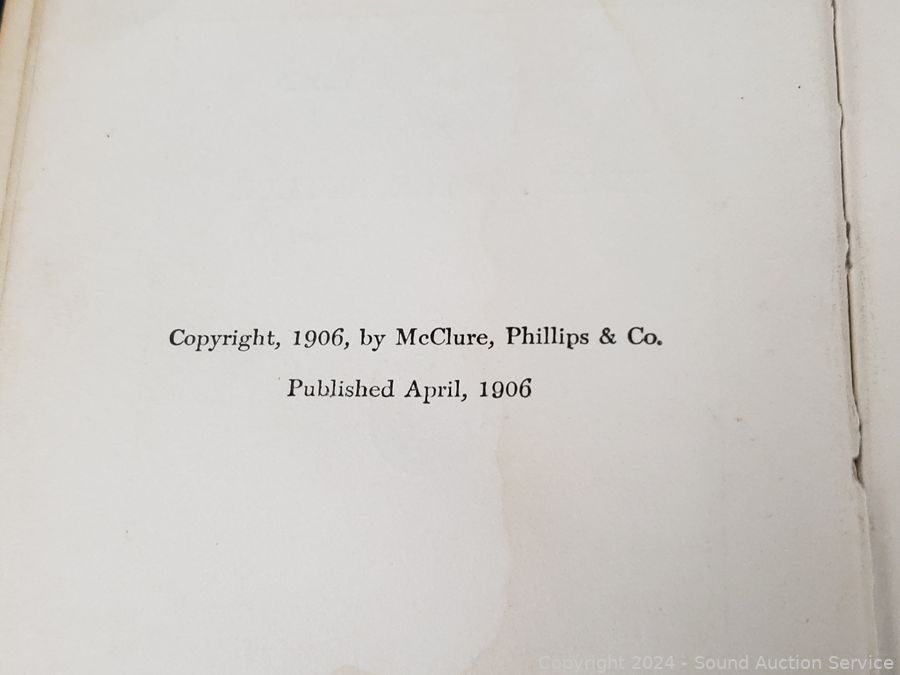 Copyright, 1906, by McClure, Phillips & Co.
Published April, 1906
Copyright 2024 - Sound Auction Service